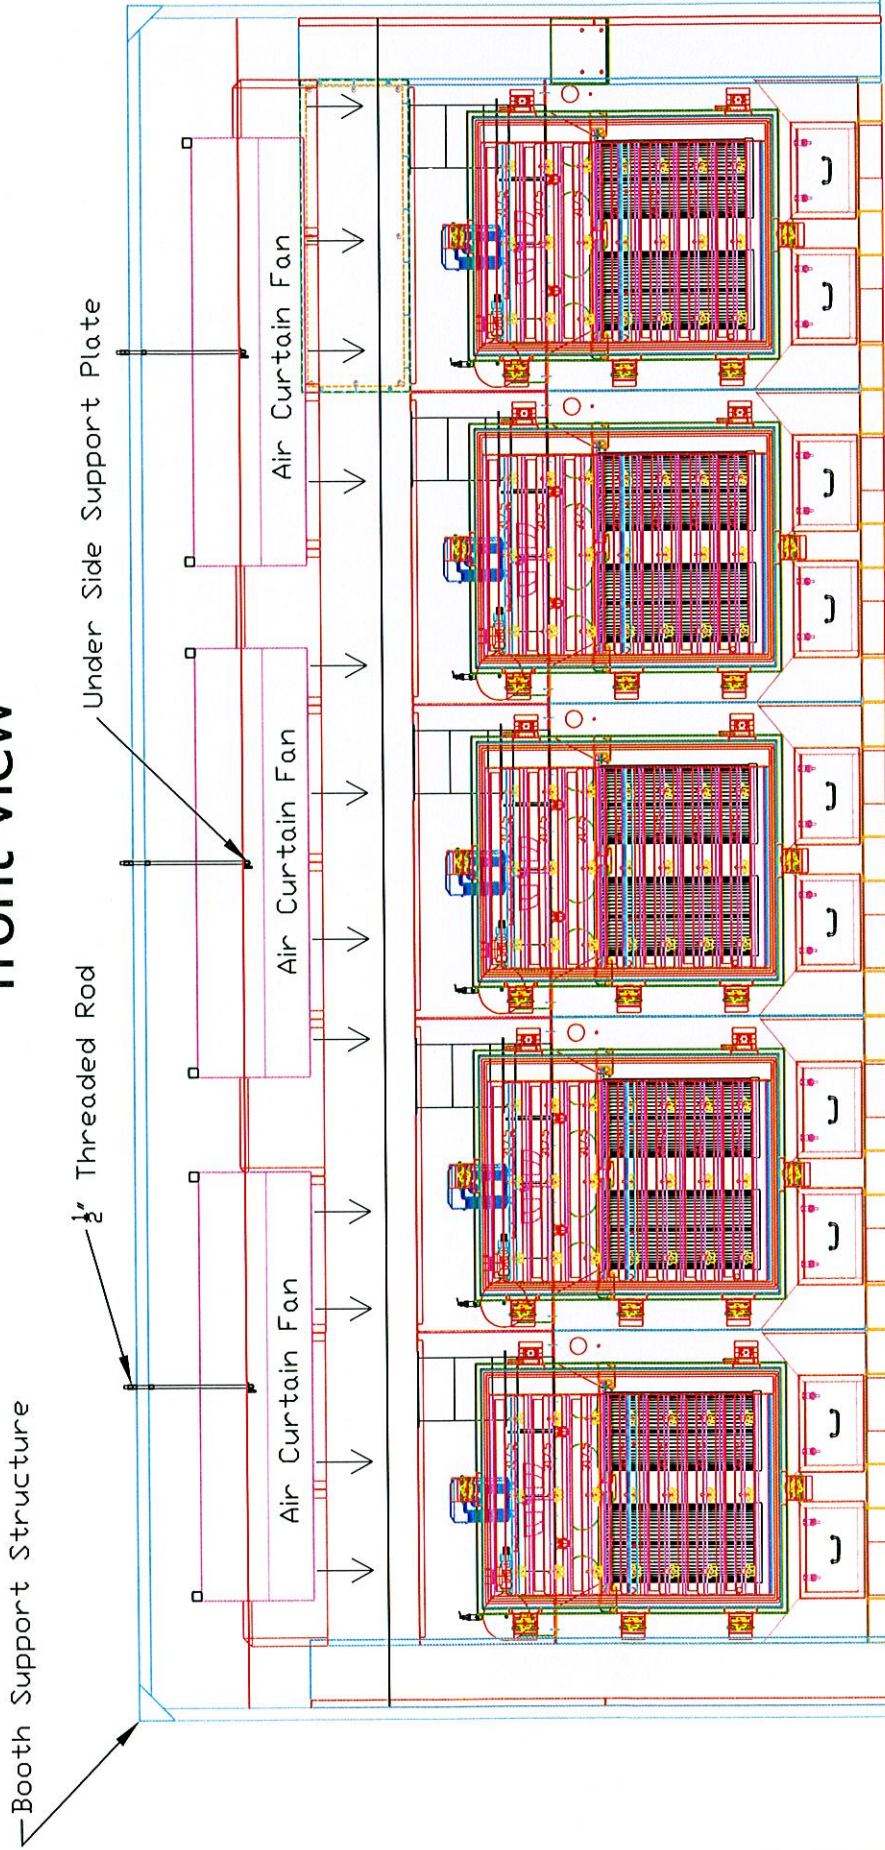 Front View
Booth Support Structure
½" Threaded Rod
Under Side Support Plate
Air Curtain Fan
Air Curtain Fan
Air Curtain Fan